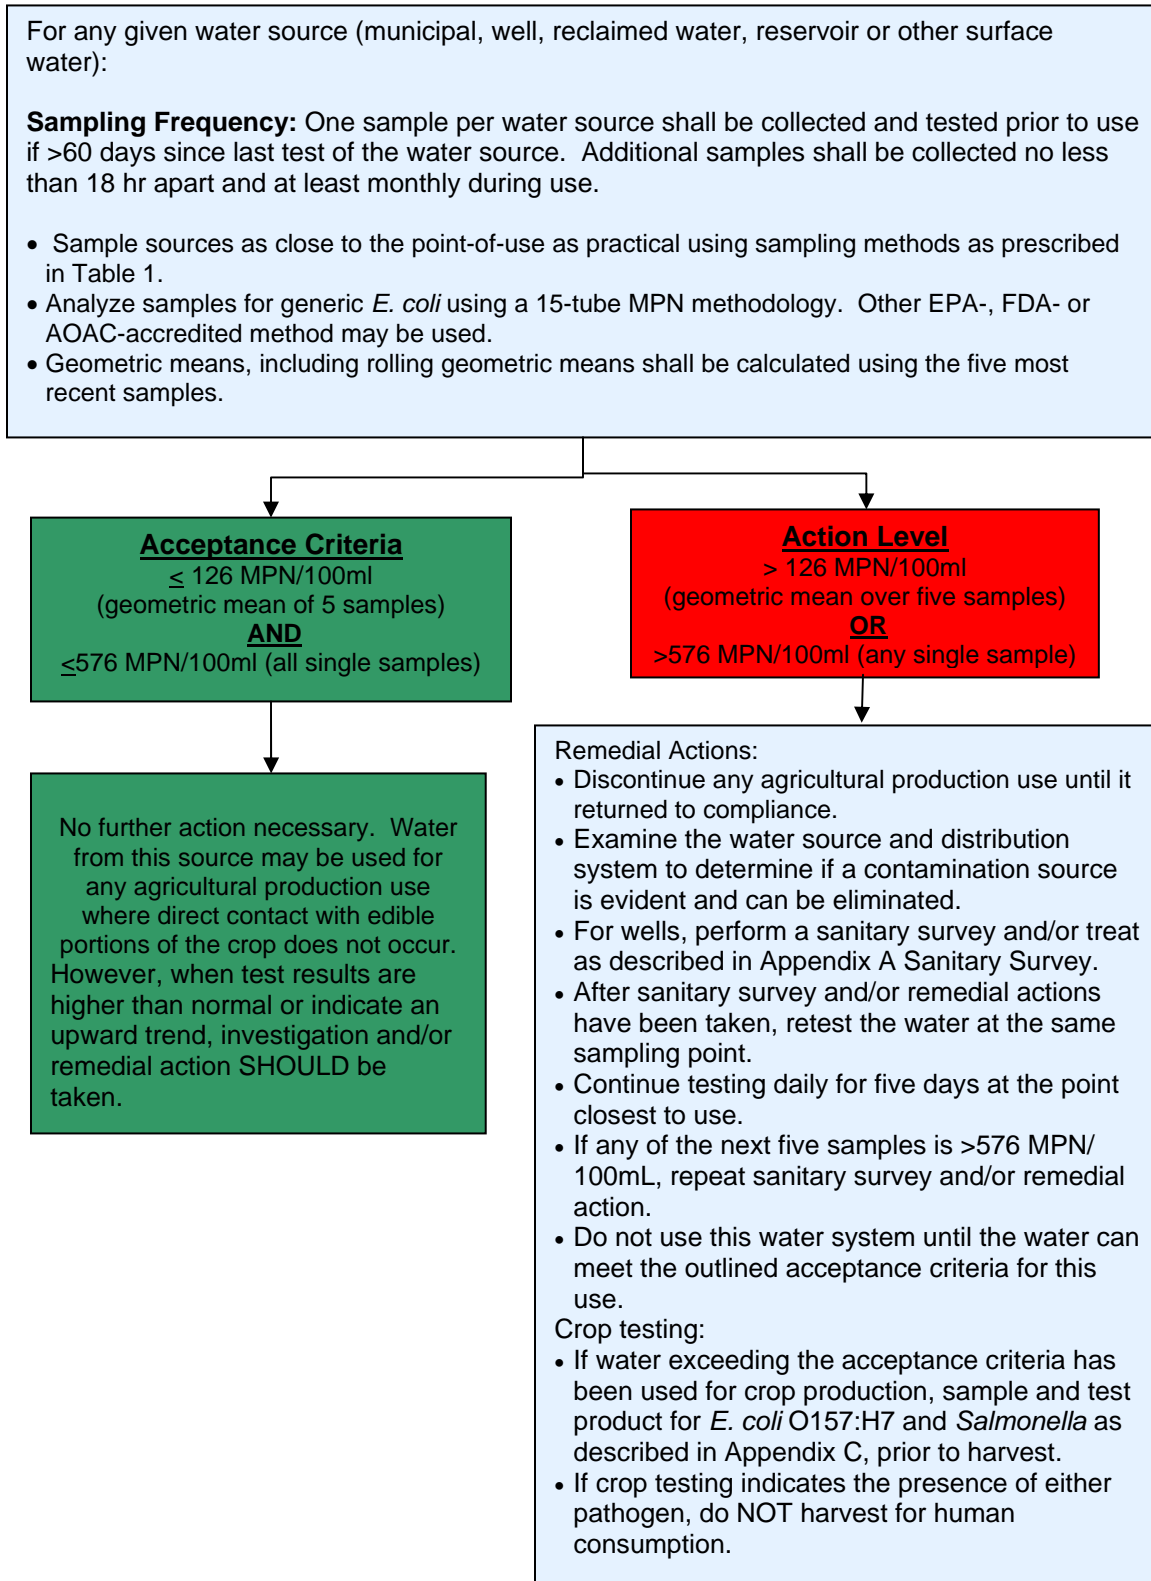 For any given water source (municipal, well, reclaimed water, reservoir or other surface
water):
Sampling Frequency: One sample per water source shall be collected and tested prior to use
if >60 days since last test of the water source.  Additional samples shall be collected no less
than 18 hr apart and at least monthly during use.
• Sample sources as close to the point-of-use as practical using sampling methods as prescribed
in Table 1.
• Analyze samples for generic E. coli using a 15-tube MPN methodology.  Other EPA-, FDA- or
AOAC-accredited method may be used.
• Geometric means, including rolling geometric means shall be calculated using the five most
recent samples.
Acceptance Criteria
≤ 126 MPN/100ml
(geometric mean of 5 samples)
AND
≤576 MPN/100ml (all single samples)
No further action necessary.  Water
from this source may be used for
any agricultural production use
where direct contact with edible
portions of the crop does not occur.
However, when test results are
higher than normal or indicate an
upward trend, investigation and/or
remedial action SHOULD be
taken.
Action Level
> 126 MPN/100ml
(geometric mean over five samples)
OR
>576 MPN/100ml (any single sample)
Remedial Actions:
• Discontinue any agricultural production use until it
returned to compliance.
• Examine the water source and distribution
system to determine if a contamination source
is evident and can be eliminated.
• For wells, perform a sanitary survey and/or treat
as described in Appendix A Sanitary Survey.
• After sanitary survey and/or remedial actions
have been taken, retest the water at the same
sampling point.
• Continue testing daily for five days at the point
closest to use.
• If any of the next five samples is >576 MPN/
100mL, repeat sanitary survey and/or remedial
action.
• Do not use this water system until the water can
meet the outlined acceptance criteria for this
use.
Crop testing:
• If water exceeding the acceptance criteria has
been used for crop production, sample and test
product for E. coli O157:H7 and Salmonella as
described in Appendix C, prior to harvest.
• If crop testing indicates the presence of either
pathogen, do NOT harvest for human
consumption.